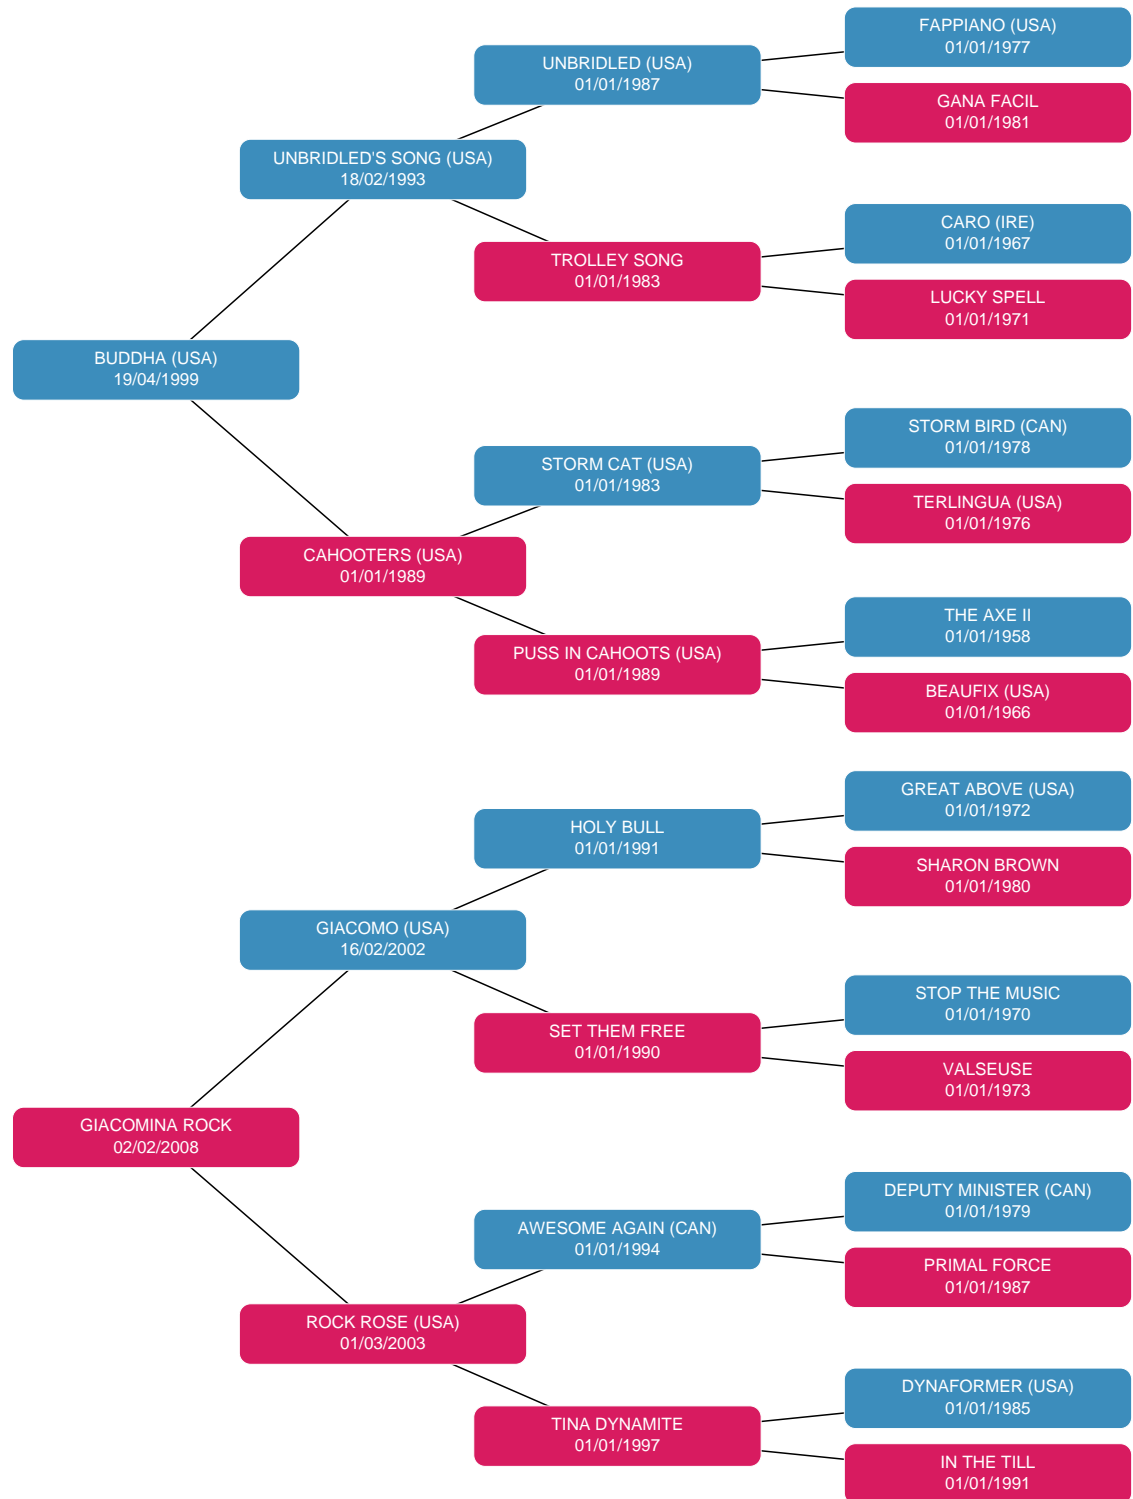 FAPPIANO (USA)
01/01/1977
UNBRIDLED (USA)
01/01/1987
GANA FACIL
01/01/1981
UNBRIDLED'S SONG (USA)
18/02/1993
CARO (IRE)
01/01/1967
TROLLEY SONG
01/01/1983
LUCKY SPELL
01/01/1971
BUDDHA (USA)
19/04/1999
STORM BIRD (CAN)
01/01/1978
STORM CAT (USA)
01/01/1983
TERLINGUA (USA)
01/01/1976
CAHOOTERS (USA)
01/01/1989
THE AXE II
01/01/1958
PUSS IN CAHOOTS (USA)
01/01/1989
BEAUFIX (USA)
01/01/1966
GREAT ABOVE (USA)
01/01/1972
HOLY BULL
01/01/1991
SHARON BROWN
01/01/1980
GIACOMO (USA)
16/02/2002
STOP THE MUSIC
01/01/1970
SET THEM FREE
01/01/1990
VALSEUSE
01/01/1973
GIACOMINA ROCK
02/02/2008
DEPUTY MINISTER (CAN)
01/01/1979
AWESOME AGAIN (CAN)
01/01/1994
PRIMAL FORCE
01/01/1987
ROCK ROSE (USA)
01/03/2003
DYNAFORMER (USA)
01/01/1985
TINA DYNAMITE
01/01/1997
IN THE TILL
01/01/1991